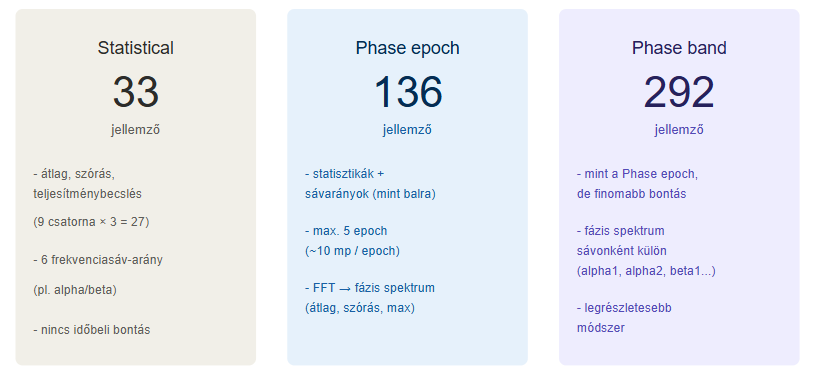 Statistical
33
jellemző
- átlag, szórás,
teljesítménybecslés
(9 csatorna × 3 = 27)
- 6 frekvenciasáv-arány
(pl. alpha/beta)
- nincs időbeli bontás
Phase epoch
136
jellemző
- statisztikák +
sávarányok (mint balra)
- max. 5 epoch
(~10 mp / epoch)
- FFT → fázis spektrum
(átlag, szórás, max)
Phase band
292
jellemző
- mint a Phase epoch,
de finomabb bontás
- fázis spektrum
sávonként külön
(alpha1, alpha2, beta1...)
- legrészletesebb
módszer